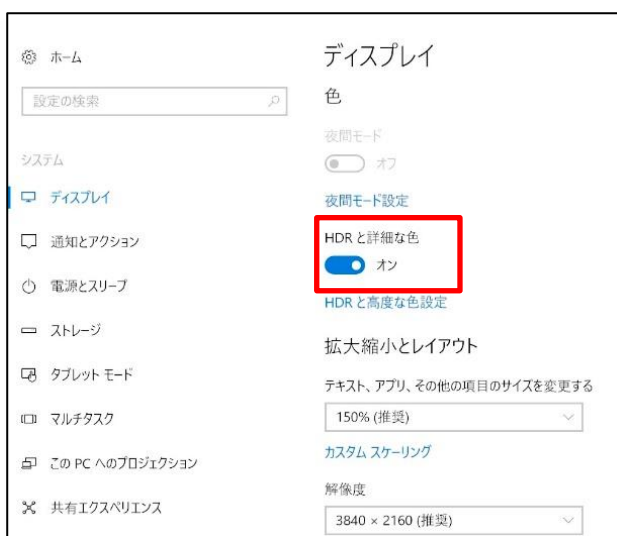 ホーム
設定の検索
システム
ディスプレイ
通知とアクション
電源とスリープ
ストレージ
タブレット モード
マルチタスク
この PC へのプロジェクション
共有エクスペリエンス
ディスプレイ
色
夜間モード
オフ
夜間モード設定
HDR と詳細な色
オン
HDR と高度な色設定
拡大縮小とレイアウト
テキスト、アプリ、その他の項目のサイズを変更する
150% (推奨)
カスタム スケーリング
解像度
3840 × 2160 (推奨)